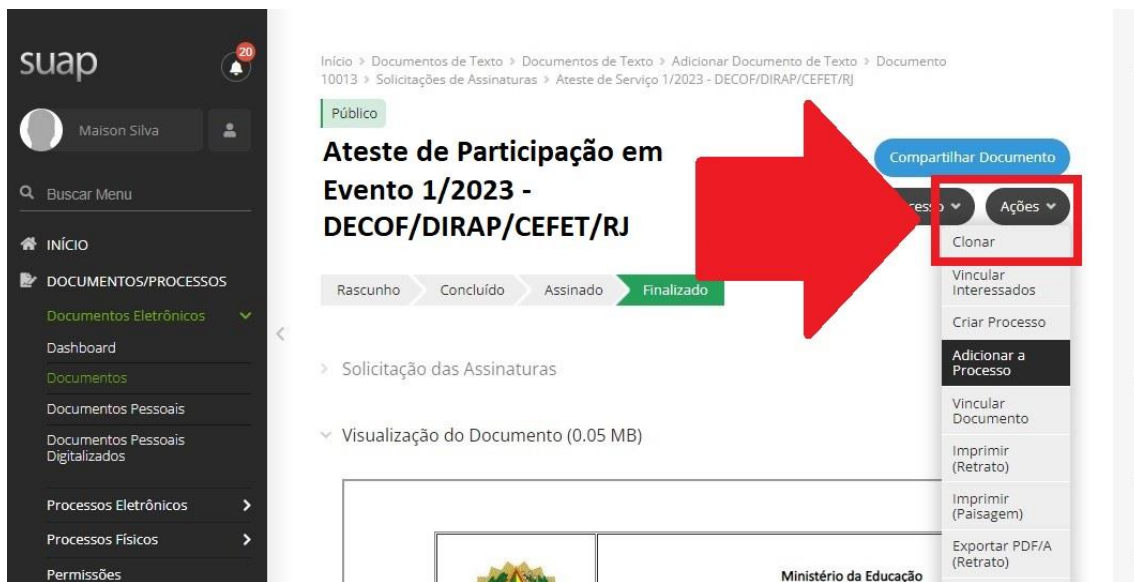 suap
20
Maison Silva
Buscar Menu
INÍCIO
DOCUMENTOS/PROCESSOS
Documentos Eletrônicos
Dashboard
Documentos
Documentos Pessoais
Documentos Pessoais
Digitalizados
Processos Eletrônicos
Processos Físicos
Permissões
Início > Documentos de Texto > Documentos de Texto > Adicionar Documento de Texto > Documento
10013 > Solicitações de Assinaturas > Ateste de Serviço 1/2023 - DECOF/DIRAP/CEFET/RJ
Público
Ateste de Participação em
Evento 1/2023 -
DECOF/DIRAP/CEFET/RJ
Compartilhar Documento
Ações
Rascunho
Concluído
Assinado
Finalizado
Solicitação das Assinaturas
Visualização do Documento (0.05 MB)
Ministério da Educação
Clonar
Vincular
Interessados
Criar Processo
Adicionar a
Processo
Vincular
Documento
Imprimir
(Retrato)
Imprimir
(Paisagem)
Exportar PDF/A
(Retrato)